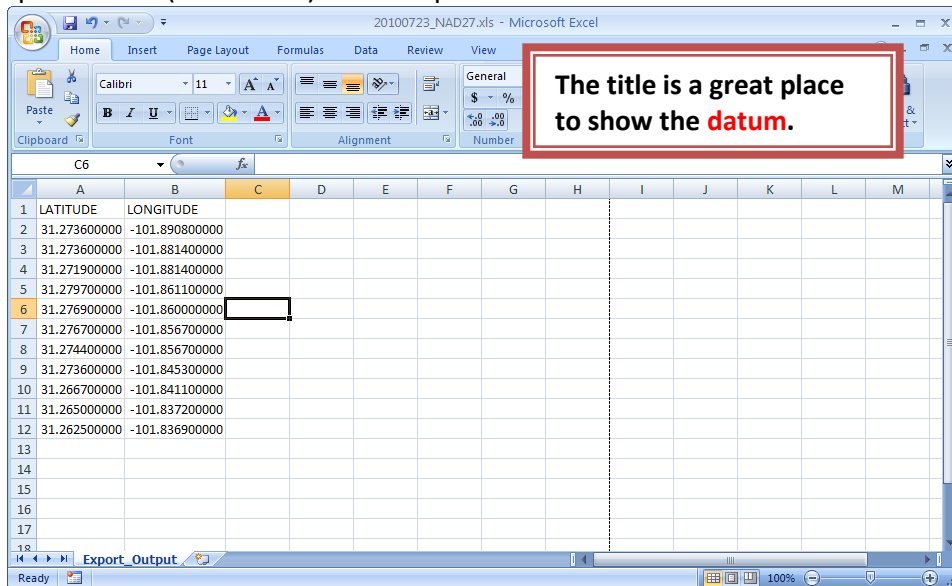 20100723_NAD27.xls - Microsoft Excel
Home Insert Page Layout Formulas Data Review View
The title is a great place
to show the datum.
Paste
Calibri 11 A A
General
B I U A
$ % 
&
Clipboard Font Alignment Number
C6 fx
A B C D E F G H I J K L M
1 LATITUDE LONGITUDE
2 31.273600000 -101.890800000
3 31.273600000 -101.881400000
4 31.271900000 -101.881400000
5 31.279700000 -101.861100000
6 31.276900000 -101.860000000
7 31.276700000 -101.856700000
8 31.274400000 -101.856700000
9 31.273600000 -101.845300000
10 31.266700000 -101.841100000
11 31.265000000 -101.837200000
12 31.262500000 -101.836900000
13
14
15
16
17
18
Export_Output
Ready 100%